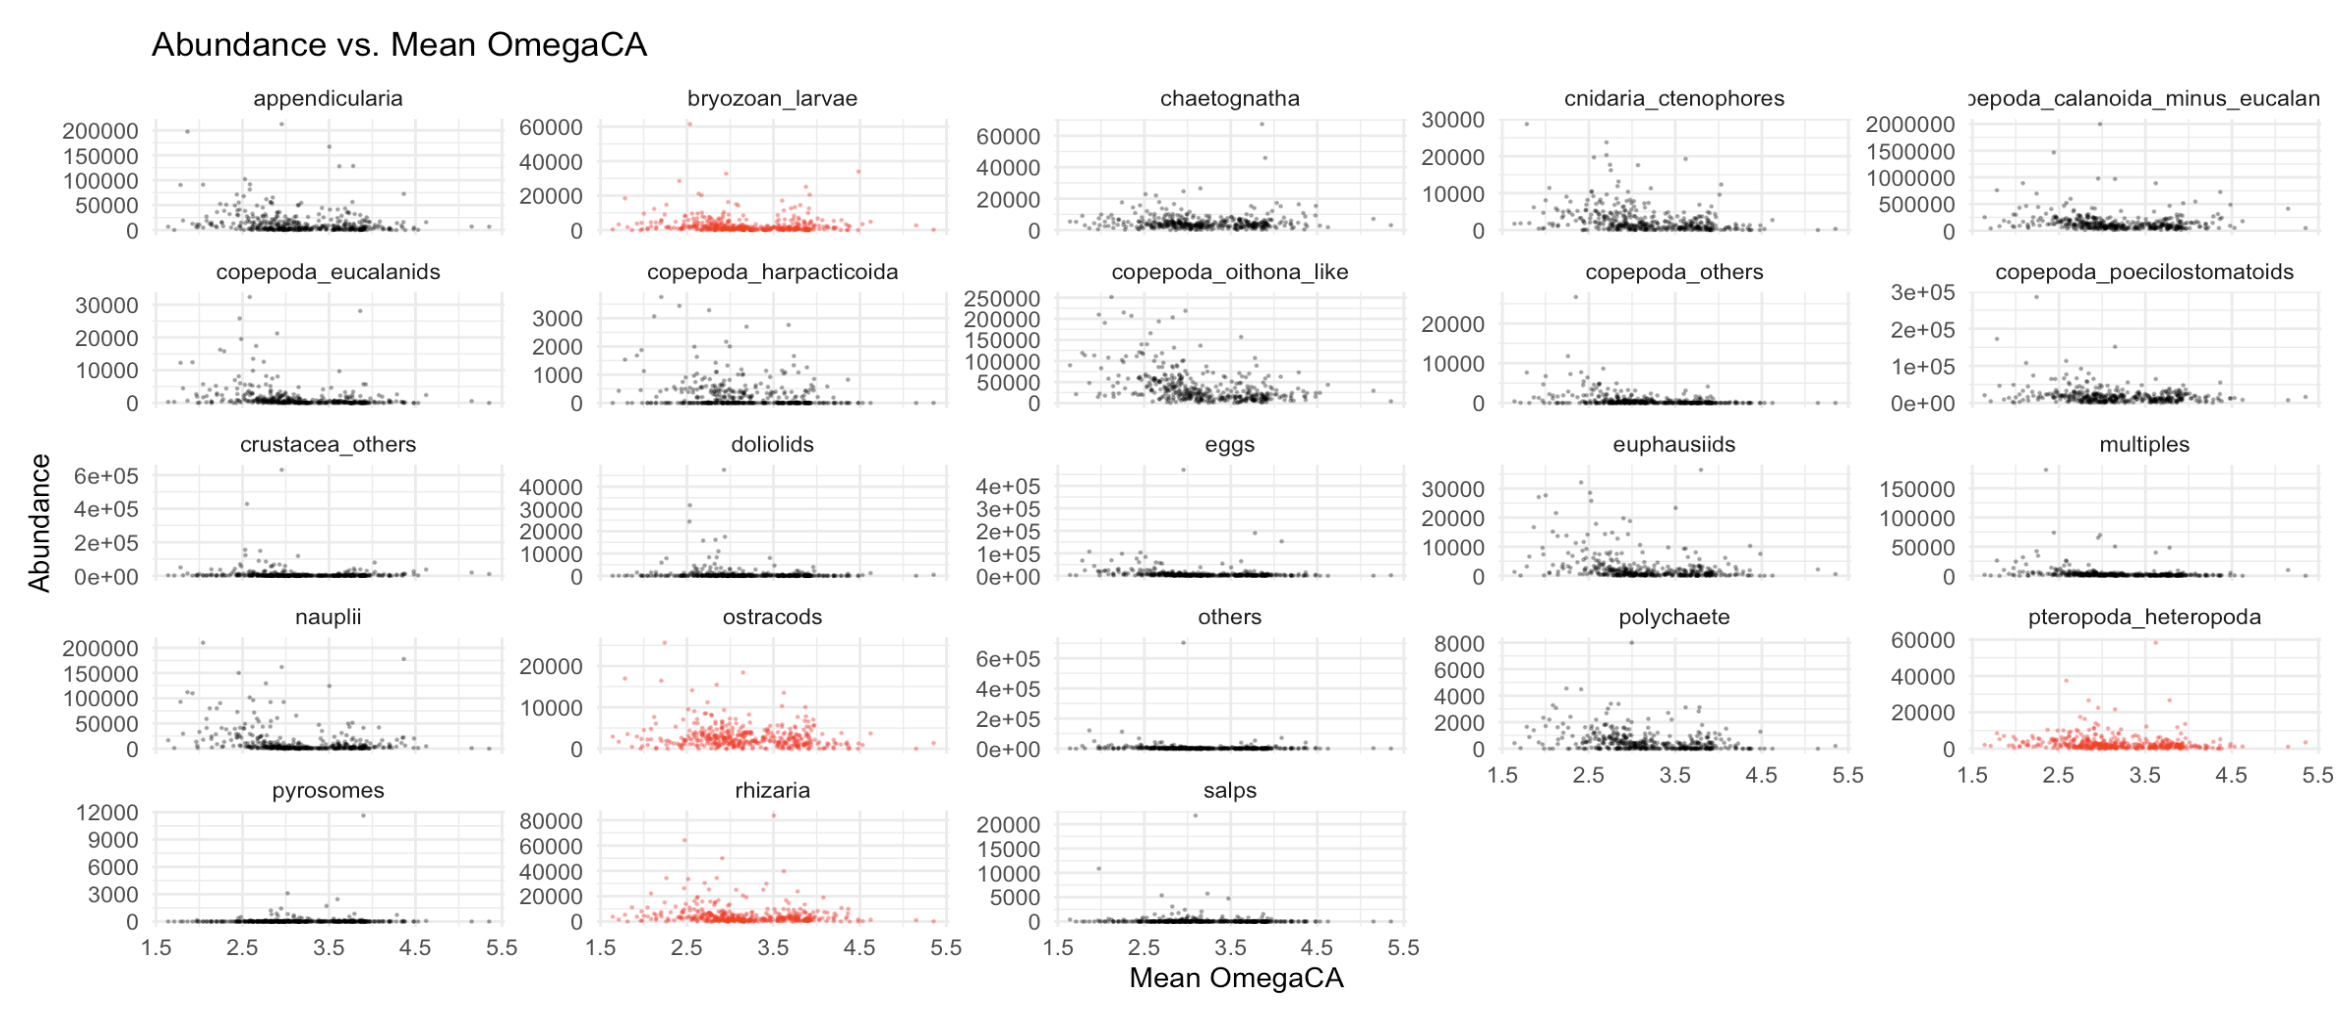 Abundance vs. Mean OmegaCA
appendicularia
bryozoan_larvae
chaetognatha
cnidaria_ctenophores
pepoda_calanoida_minus_eucalan
200000
150000
100000
50000
0
60000
40000
20000
0
60000
40000
20000
0
30000
20000
10000
0
2000000
1500000
1000000
500000
0
copepoda_eucalanids
copepoda_harpacticoida
copepoda_oithona_like
copepoda_others
copepoda_poecilostomatoids
30000
20000
10000
0
3000
2000
1000
0
250000
200000
150000
100000
50000
0
20000
10000
0
3e+05
2e+05
1e+05
0e+00
crustacea_others
doliolids
eggs
euphausiids
multiples
6e+05
4e+05
2e+05
0e+00
40000
30000
20000
10000
0
4e+05
3e+05
2e+05
1e+05
0e+00
30000
20000
10000
0
150000
100000
50000
0
nauplii
ostracods
others
polychaete
pteropoda_heteropoda
200000
150000
100000
50000
0
20000
10000
0
6e+05
4e+05
2e+05
0e+00
8000
6000
4000
2000
0
60000
40000
20000
0
1.5 2.5 3.5 4.5 5.5
1.5 2.5 3.5 4.5 5.5
pyrosomes
rhizaria
salps
12000
9000
6000
3000
0
80000
60000
40000
20000
0
20000
15000
10000
5000
0
1.5 2.5 3.5 4.5 5.5
1.5 2.5 3.5 4.5 5.5
1.5 2.5 3.5 4.5 5.5
Abundance
Mean OmegaCA